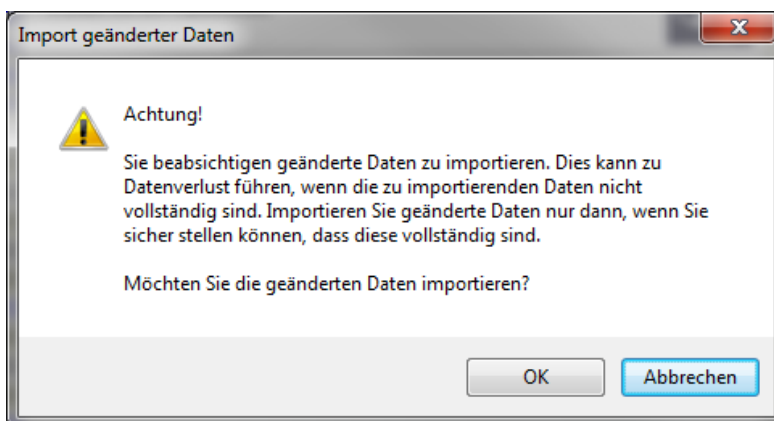 Import geänderter Daten
Achtung!
Sie beabsichtigen geänderte Daten zu importieren. Dies kann zu
Datenverlust führen, wenn die zu importierenden Daten nicht
vollständig sind. Importieren Sie geänderte Daten nur dann, wenn Sie
sicher stellen können, dass diese vollständig sind.
Möchten Sie die geänderten Daten importieren?
OK
Abbrechen